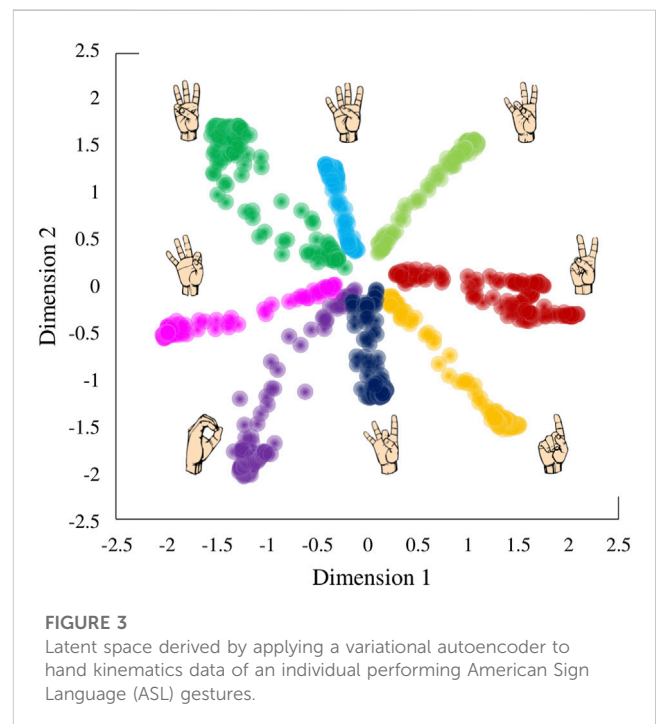 2.5
2
1.5
1
0.5
0
-0.5
-1
-1.5
-2
-2.5
Dimension 2
-2.5 -2 -1.5 -1 -0.5 0 0.5 1 1.5 2 2.5
Dimension 1
FIGURE 3
Latent space derived by applying a variational autoencoder to
hand kinematics data of an individual performing American Sign
Language (ASL) gestures.